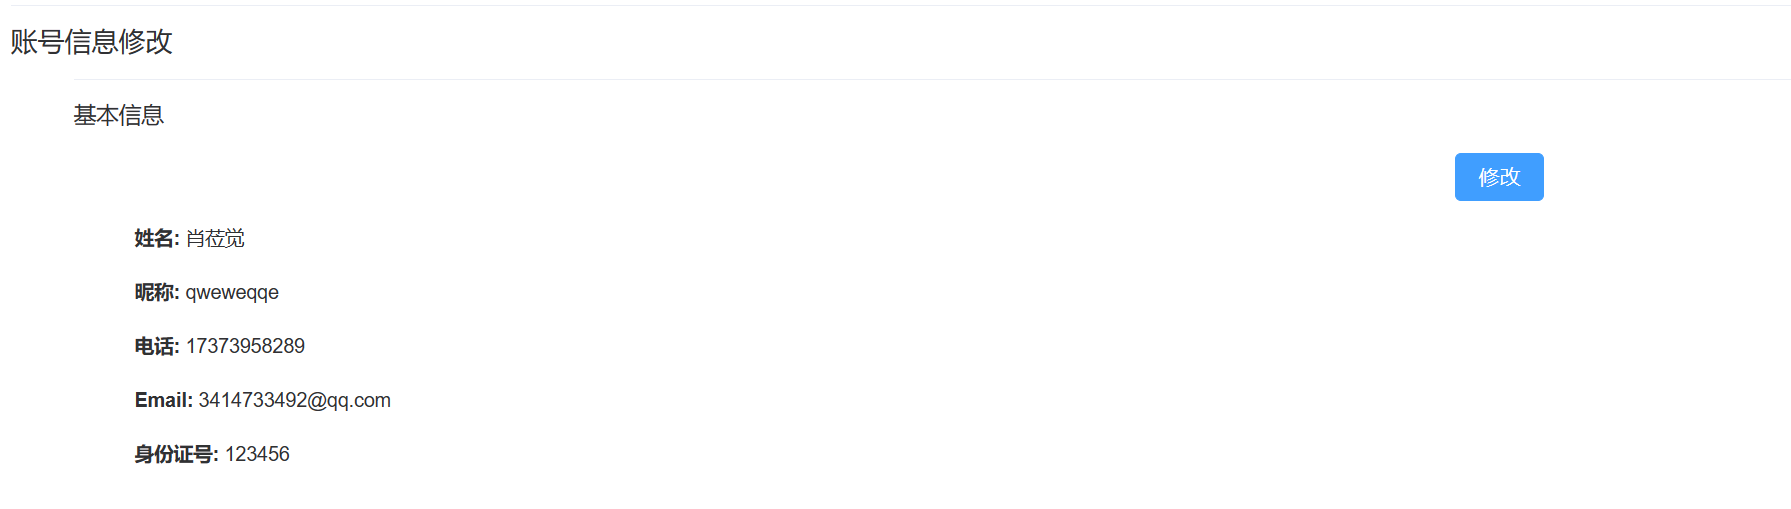 账号信息修改
基本信息
修改
姓名: 肖莅觉
昵称: qweweqqe
电话: 17373958289
Email: 3414733492@qq.com
身份证号: 123456